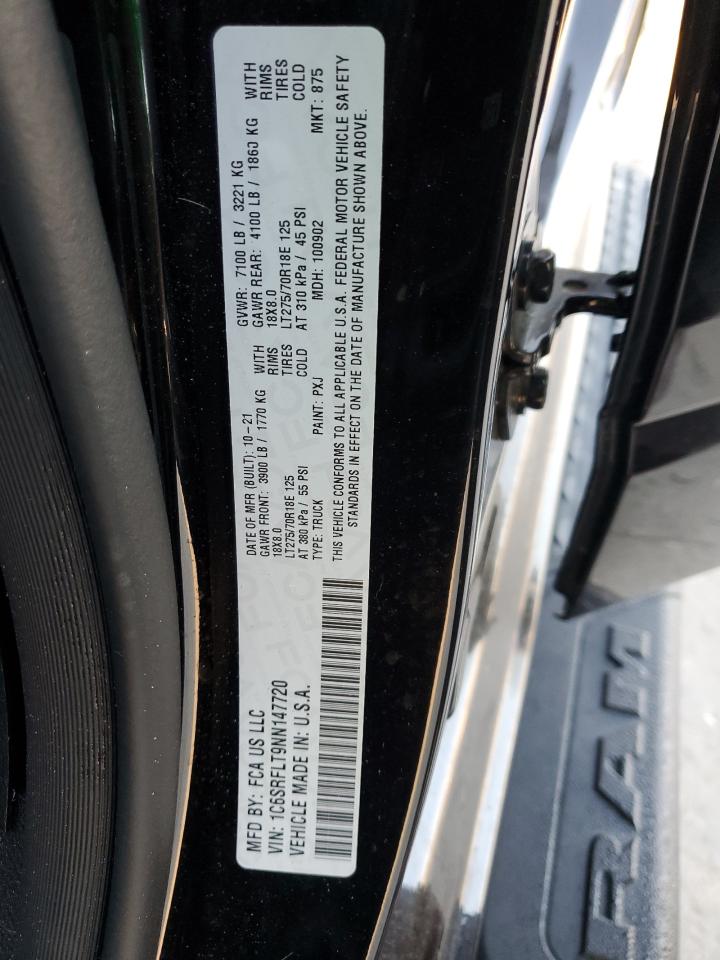 MFD BY: FCA US LLC
VIN: 1C6SRFLT9NN147720
VEHICLE MADE IN: U.S.A.
DATE OF MFR (BUILT): 10-21
GAWR FRONT: 3900 LB / 1770 KG WITH
18X8.0 RIMS
LT275/70R18E 125 TIRES
AT 380 kPa / 55 PSI COLD
TYPE: TRUCK PAINT: PXJ
GVWR: 7100 LB / 3221 KG
GAWR REAR: 4100 LB / 1860 KG WITH
18X8.0 RIMS
LT275/70R18E 125 TIRES
AT 310 kPa / 45 PSI COLD
MDH: 100902 MKT: 875
THIS VEHICLE CONFORMS TO ALL APPLICABLE U.S.A. FEDERAL MOTOR VEHICLE SAFETY
STANDARDS IN EFFECT ON THE DATE OF MANUFACTURE SHOWN ABOVE.
RAM